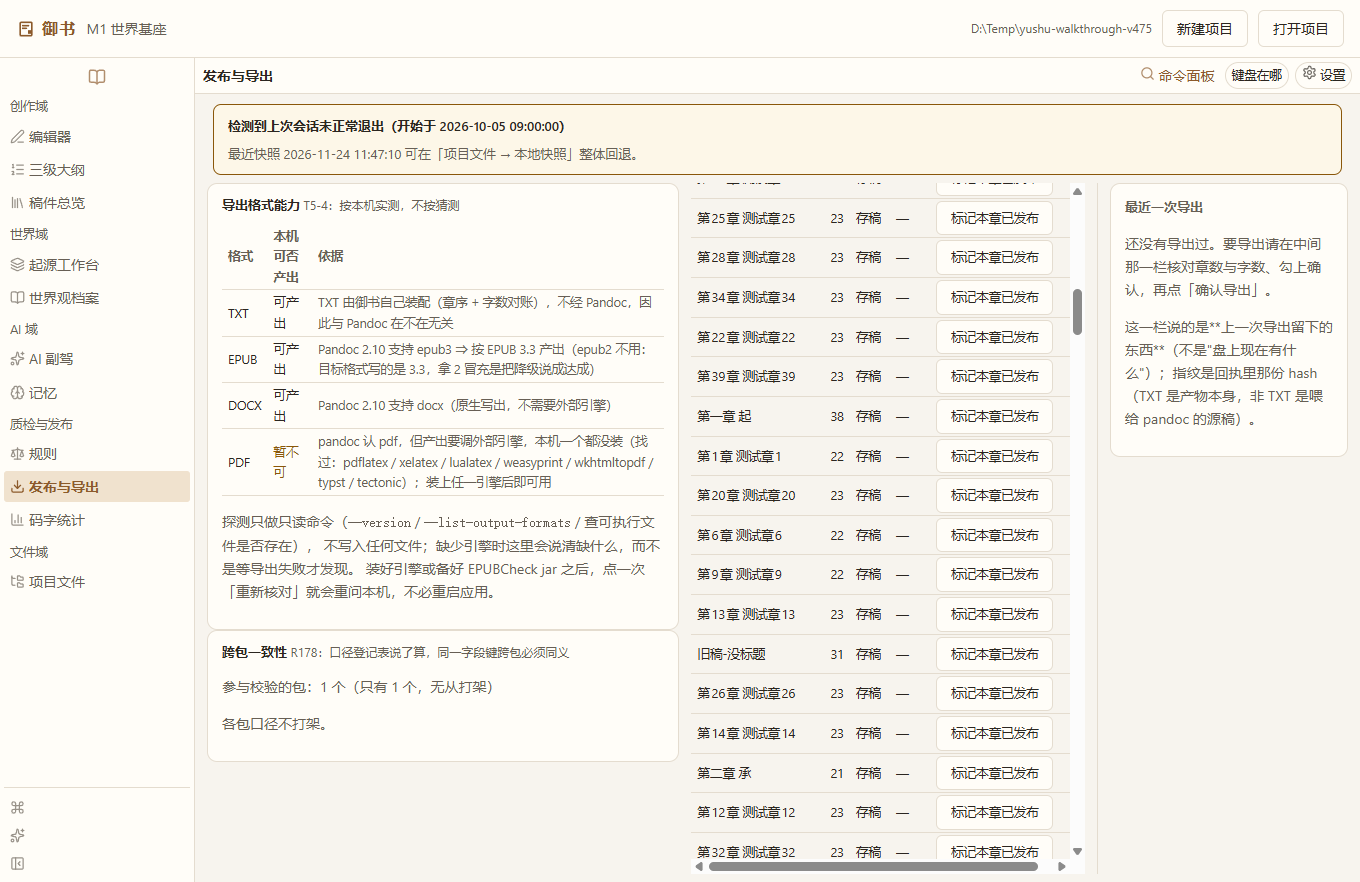 御书 M1 世界基座
D:\Temp\yushu-walkthrough-v475 新建项目 打开项目
创作域
编辑器
三级大纲
稿件总览
世界域
起源工作台
世界观档案
AI 域
AI 副驾
记忆
质检与发布
规则
发布与导出
码字统计
文件域
项目文件
发布与导出
命令面板 键盘在哪 设置
检测到上次会话未正常退出（开始于 2026-10-05 09:00:00）
最近快照 2026-11-24 11:47:10 可在「项目文件 → 本地快照」整体回退。
导出格式能力 T5-4：按本机实测，不按猜测
格式 本机可否产出 依据
TXT 可产出 TXT 由御书自己装配（章序 + 字数对账），不经 Pandoc，因
此与 Pandoc 在不在无关
EPUB 可产出 Pandoc 2.10 支持 epub3 ⇒ 按 EPUB 3.3 产出（epub2 不用：
目标格式写的是 3.3，拿 2 冒充是把降级说成达成）
DOCX 可产出 Pandoc 2.10 支持 docx（原生写出，不需要外部引擎）
PDF 暂不可 pandoc 认 pdf，但产出要调外部引擎，本机一个都没装（找
过：pdflatex / xelatex / lualatex / weasyprint / wkhtmltopdf /
typst / tectonic）；装上任一引擎后即可用
探测只做只读命令（—version / —list-output-formats / 查可执行文
件是否存在）， 不写入任何文件；缺少引擎时这里会说清缺什么，而不
是等导出失败才发现。 装好引擎或备好 EPUBCheck jar 之后，点一次
「重新核对」就会重问本机，不必重启应用。
跨包一致性 R178：口径登记表说了算，同一字段键跨包必须同义
参与校验的包：1 个（只有 1 个，无从打架）
各包口径不打架。
第25章 测试章25 23 存稿 — 标记本章已发布
第28章 测试章28 23 存稿 — 标记本章已发布
第34章 测试章34 23 存稿 — 标记本章已发布
第22章 测试章22 23 存稿 — 标记本章已发布
第39章 测试章39 23 存稿 — 标记本章已发布
第一章 起 38 存稿 — 标记本章已发布
第1章 测试章1 22 存稿 — 标记本章已发布
第20章 测试章20 23 存稿 — 标记本章已发布
第6章 测试章6 22 存稿 — 标记本章已发布
第9章 测试章9 22 存稿 — 标记本章已发布
第13章 测试章13 23 存稿 — 标记本章已发布
旧稿-没标题 31 存稿 — 标记本章已发布
第26章 测试章26 23 存稿 — 标记本章已发布
第14章 测试章14 23 存稿 — 标记本章已发布
第二章 承 21 存稿 — 标记本章已发布
第12章 测试章12 23 存稿 — 标记本章已发布
第32章 测试章32 23 存稿 — 标记本章已发布
最近一次导出
还没有导出过。要导出请在中间
那一栏核对章数与字数、勾上确
认，再点「确认导出」。
这一栏说的是**上一次导出留下的
东西**（不是"盘上现在有什
么"）；指纹是回执里那份 hash
（TXT 是产物本身，非 TXT 是喂
给 pandoc 的源稿）。